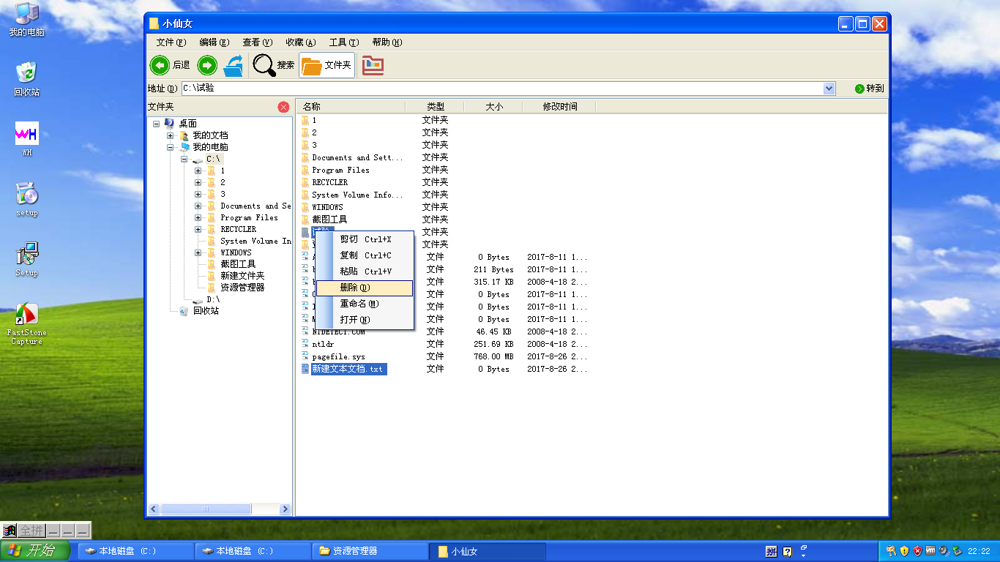 我的电脑
回收站
WH
WH
setup
Setup
FastStone
Capture
小仙女
文件(F) 编辑(E) 查看(V) 收藏(A) 工具(T) 帮助(H)
后退 搜索 文件夹
地址(D) C:\试验 转到
文件夹
桌面
我的文档
我的电脑
C:\
1
2
3
Documents and Se
Program Files
RECYCLER
System Volume In
WINDOWS
截图工具
新建文件夹
资源管理器
D:\
回收站
名称 类型 大小 修改时间
1 文件夹
2 文件夹
3 文件夹
Documents and Sett... 文件夹
Program Files 文件夹
RECYCLER 文件夹
System Volume Info... 文件夹
WINDOWS 文件夹
截图工具 文件夹
文件夹
文件夹
文件 0 Bytes 2017-8-11 1...
文件 211 Bytes 2017-8-11 1...
文件 315.17 KB 2008-4-18 2...
文件 0 Bytes 2017-8-11 1...
文件 0 Bytes 2017-8-11 1...
文件 0 Bytes 2017-8-11 1...
NTDETECT.COM 文件 46.45 KB 2008-4-18 2...
ntldr 文件 251.69 KB 2008-4-18 2...
pagefile.sys 文件 768.00 MB 2017-8-26 2...
新建文本文档.txt 文件 0 Bytes 2017-8-26 2...
剪切 Ctrl+X
复制 Ctrl+C
粘贴 Ctrl+V
删除(D)
重命名(M)
打开(N)
全拼
开始 本地磁盘 (C:) 本地磁盘 (C:) 资源管理器 小仙女 拼 22:22